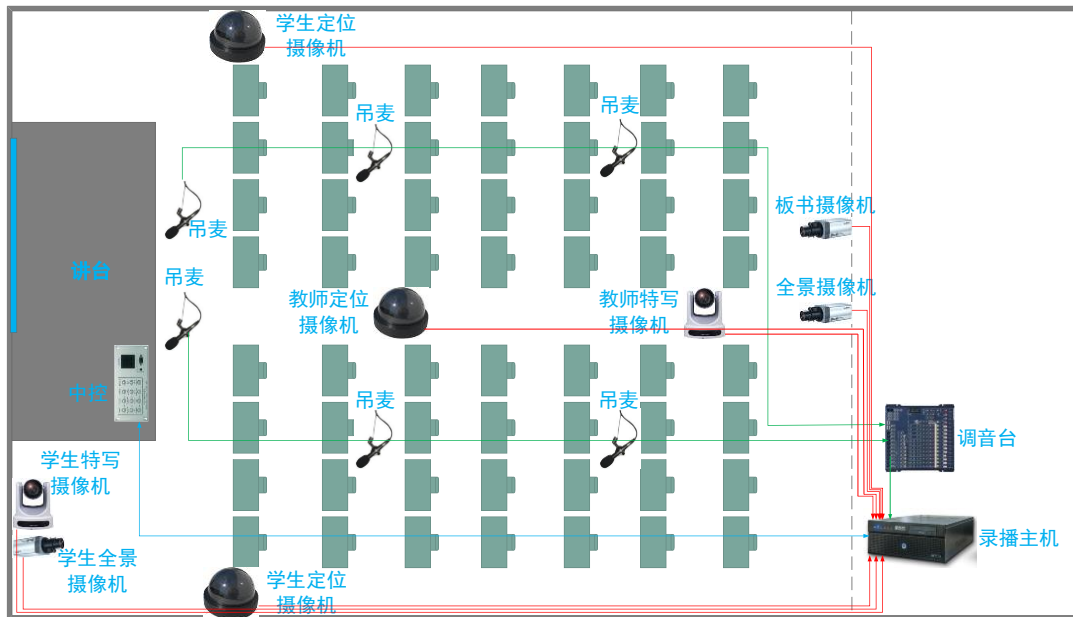 学生定位
摄像机
吊麦
吊麦
板书摄像机
吊麦
讲台
吊麦
教师定位
摄像机
教师特写
摄像机
全景摄像机
中控
吊麦
吊麦
调音台
学生特写
摄像机
录播主机
学生全景
摄像机
学生定位
摄像机